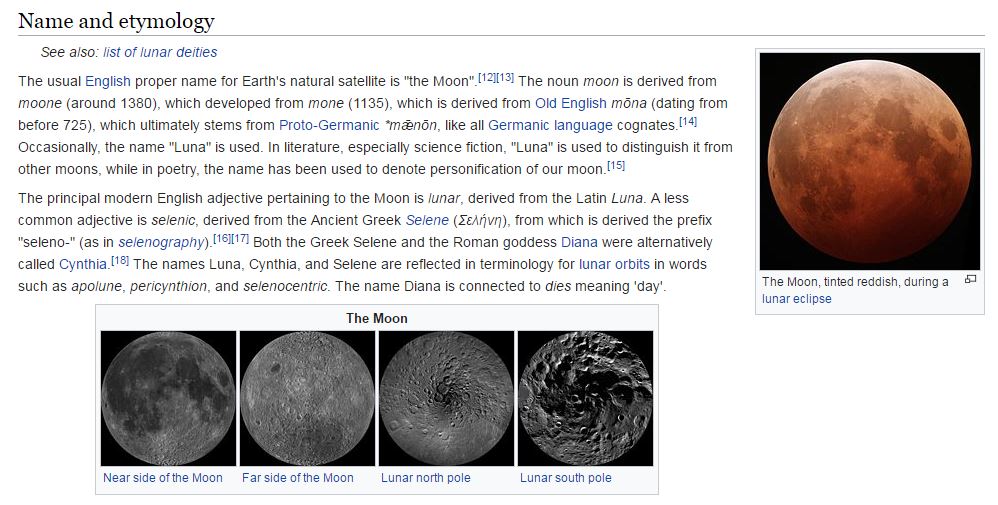 Name and etymology
See also: list of lunar deities
The usual English proper name for Earth's natural satellite is "the Moon".[12][13] The noun moon is derived from
moone (around 1380), which developed from mone (1135), which is derived from Old English mōna (dating from
before 725), which ultimately stems from Proto-Germanic *mǣnōn, like all Germanic language cognates.[14]
Occasionally, the name "Luna" is used. In literature, especially science fiction, "Luna" is used to distinguish it from
other moons, while in poetry, the name has been used to denote personification of our moon.[15]
The principal modern English adjective pertaining to the Moon is lunar, derived from the Latin Luna. A less
common adjective is selenic, derived from the Ancient Greek Selene (Σελήνη), from which is derived the prefix
"seleno-" (as in selenography).[16][17] Both the Greek Selene and the Roman goddess Diana were alternatively
called Cynthia.[18] The names Luna, Cynthia, and Selene are reflected in terminology for lunar orbits in words
such as apolune, pericynthion, and selenocentric. The name Diana is connected to dies meaning 'day'.
The Moon, tinted reddish, during a
lunar eclipse
The Moon
Near side of the Moon
Far side of the Moon
Lunar north pole
Lunar south pole